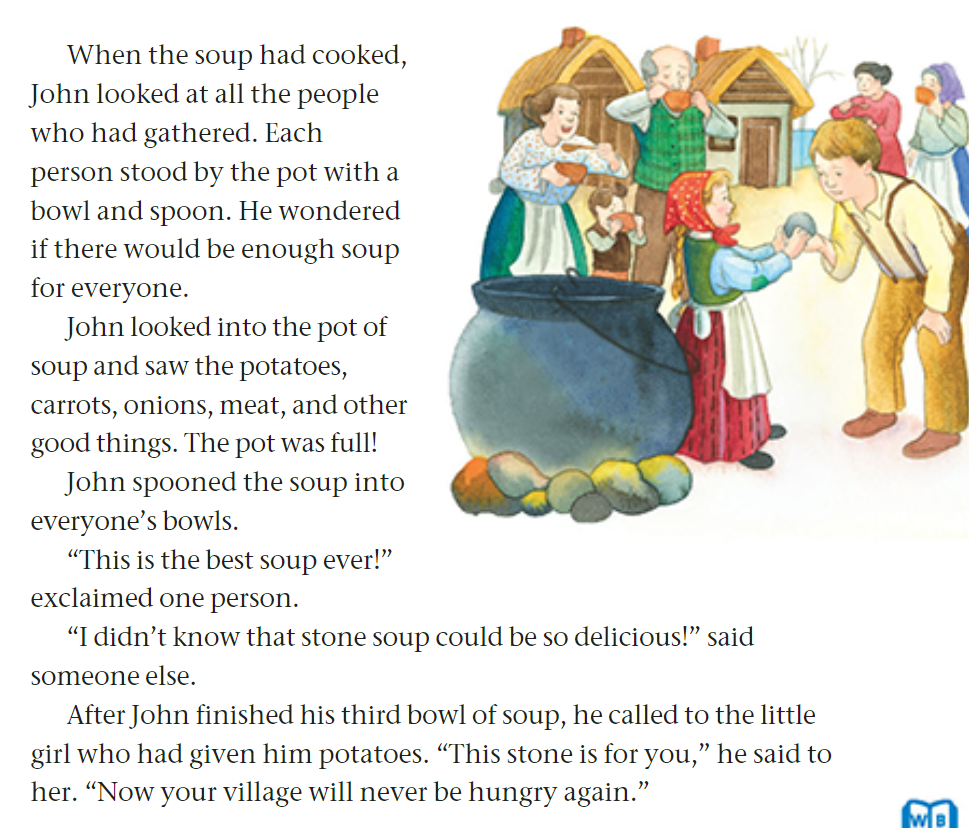 When the soup had cooked,
John looked at all the people
who had gathered. Each
person stood by the pot with a
bowl and spoon. He wondered
if there would be enough soup
for everyone.
John looked into the pot of
soup and saw the potatoes,
carrots, onions, meat, and other
good things. The pot was full!
John spooned the soup into
everyone’s bowls.
“This is the best soup ever!”
exclaimed one person.
“I didn’t know that stone soup could be so delicious!” said
someone else.
After John finished his third bowl of soup, he called to the little
girl who had given him potatoes. “This stone is for you,” he said to
her. “Now your village will never be hungry again.”
WB